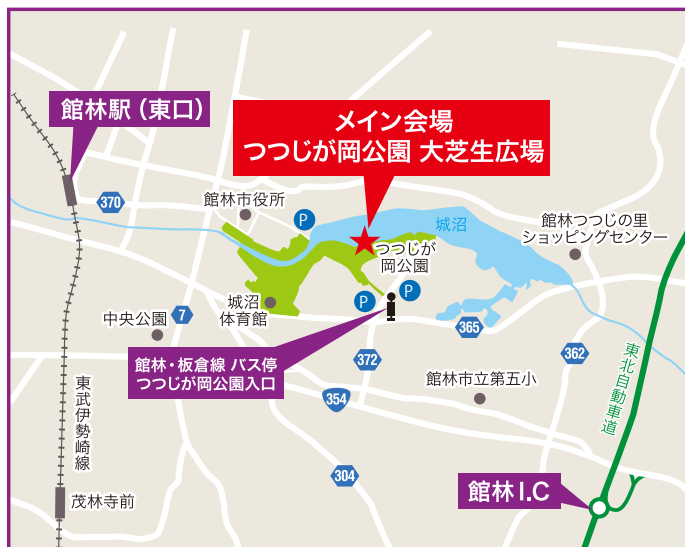 館林駅（東口）
メイン会場
つつじが岡公園 大芝生広場
370
館林市役所
P
城沼
館林つつじの里
ショッピングセンター
つつじが
岡公園
P
P
城沼
体育館
中央公園
7
365
362
館林・板倉線 バス停
つつじが岡公園入口
372
354
館林市立第五小
東武伊勢崎線
東北自動車道
304
館林I.C
茂林寺前